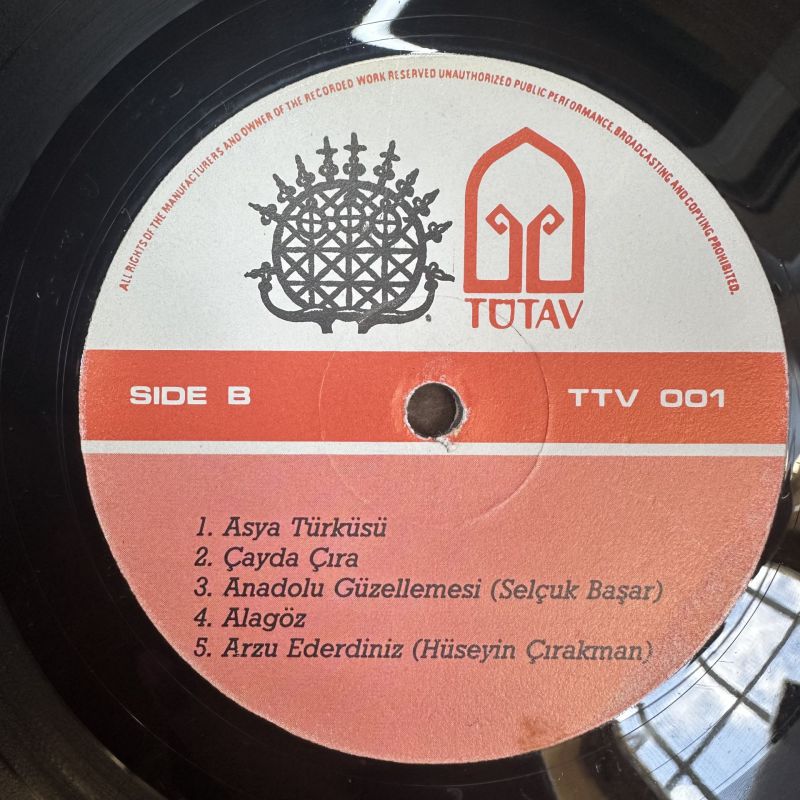 ALL RIGHTS OF THE MANUFACTURERS AND OWNER OF THE RECORDED WORK RESERVED UNAUTHORIZED PUBLIC PERFORMANCE, BROADCASTING AND COPYING PROHIBITED.
TÜTAV
SIDE B
TTV 001
1. Asya Türküsü
2. Çayda Çıra
3. Anadolu Güzellemesi (Selçuk Başar)
4. Alagöz
5. Arzu Ederdiniz (Hüseyin Çırakman)